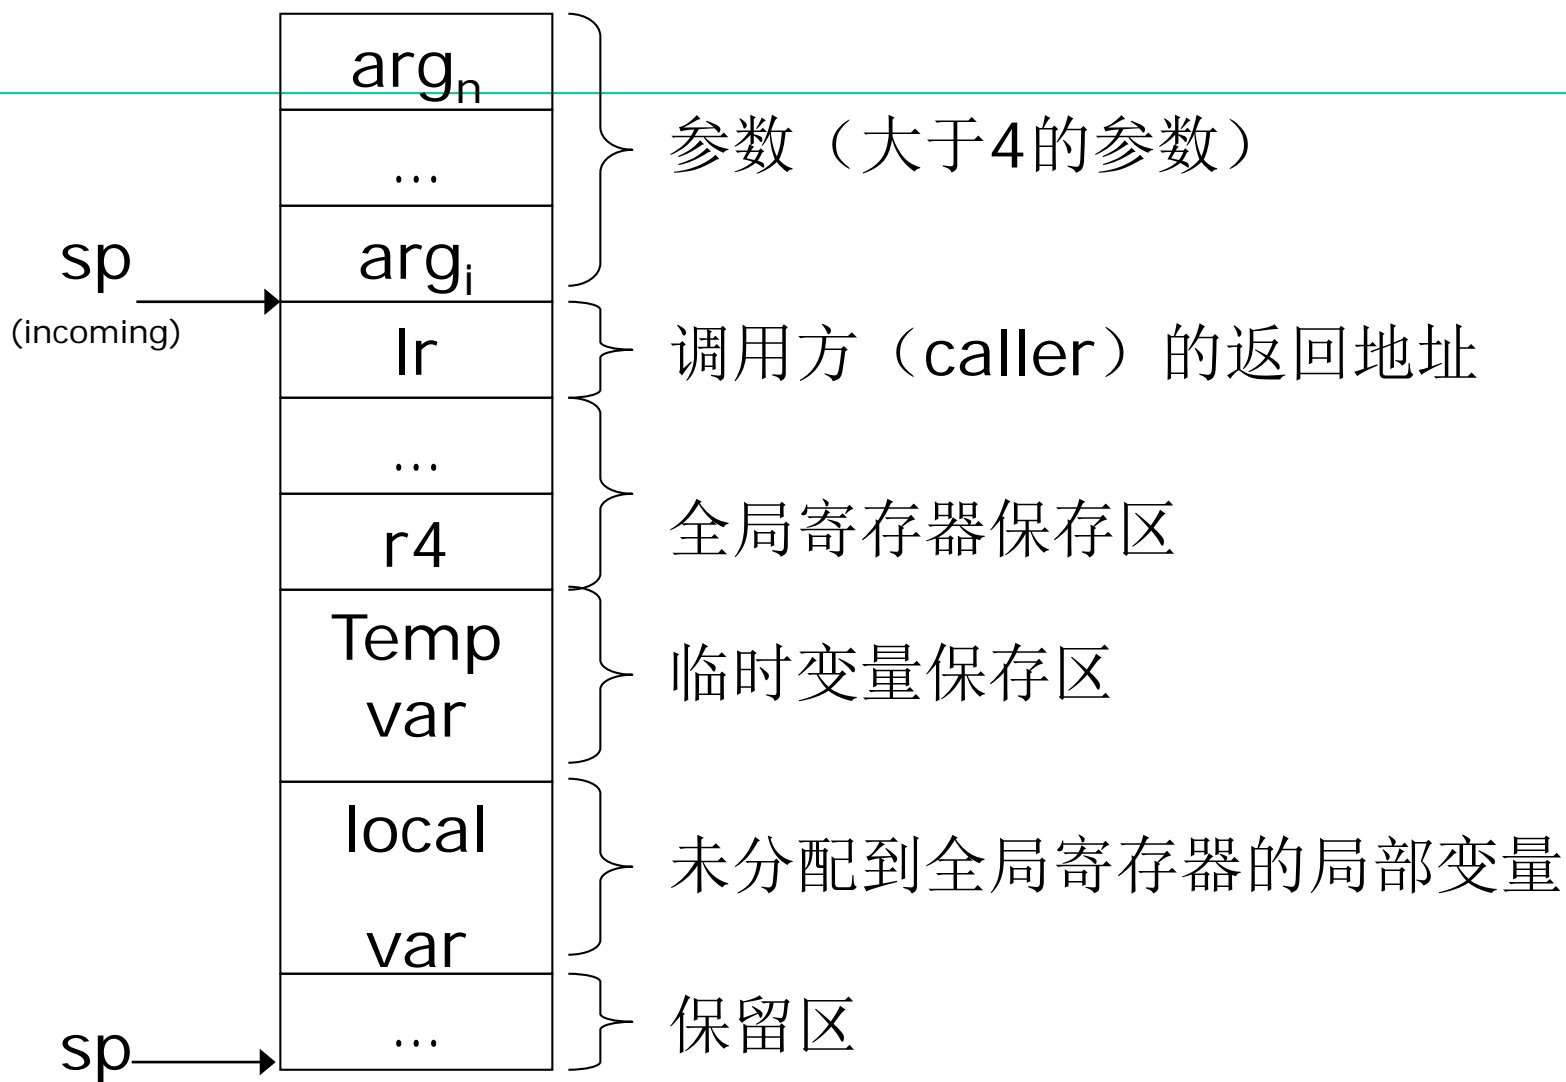 argn
...
参数（大于4的参数）
sp
(incoming)
argi
lr
调用方（caller）的返回地址
...
r4
全局寄存器保存区
Temp
var
临时变量保存区
local
var
未分配到全局寄存器的局部变量
...
保留区
sp